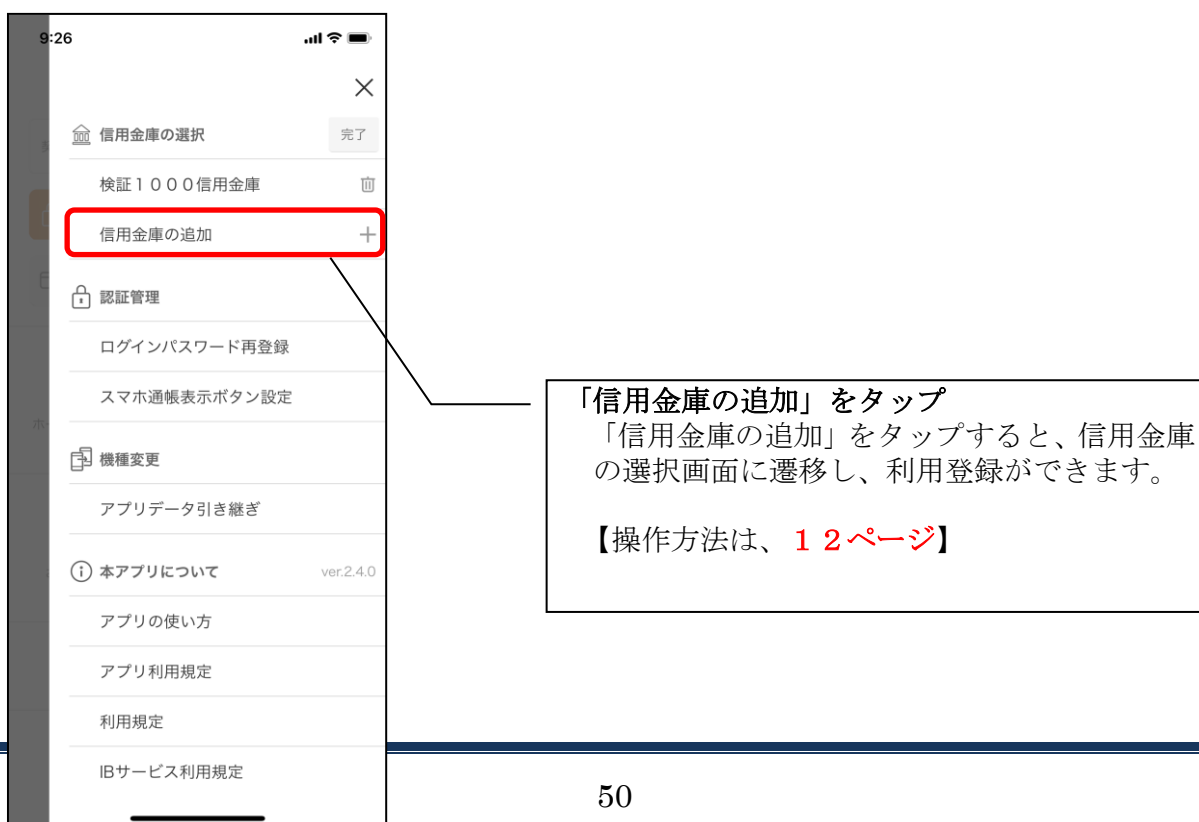 9:26
信用金庫の選択 完了
検証１０００信用金庫
信用金庫の追加
認証管理
ログインパスワード再登録
スマホ通帳表示ボタン設定
機種変更
アプリデータ引き継ぎ
本アプリについて ver.2.4.0
アプリの使い方
アプリ利用規定
利用規定
IBサービス利用規定
「信用金庫の追加」をタップ
「信用金庫の追加」をタップすると、信用金庫
の選択画面に遷移し、利用登録ができます。
【操作方法は、１２ページ】
50